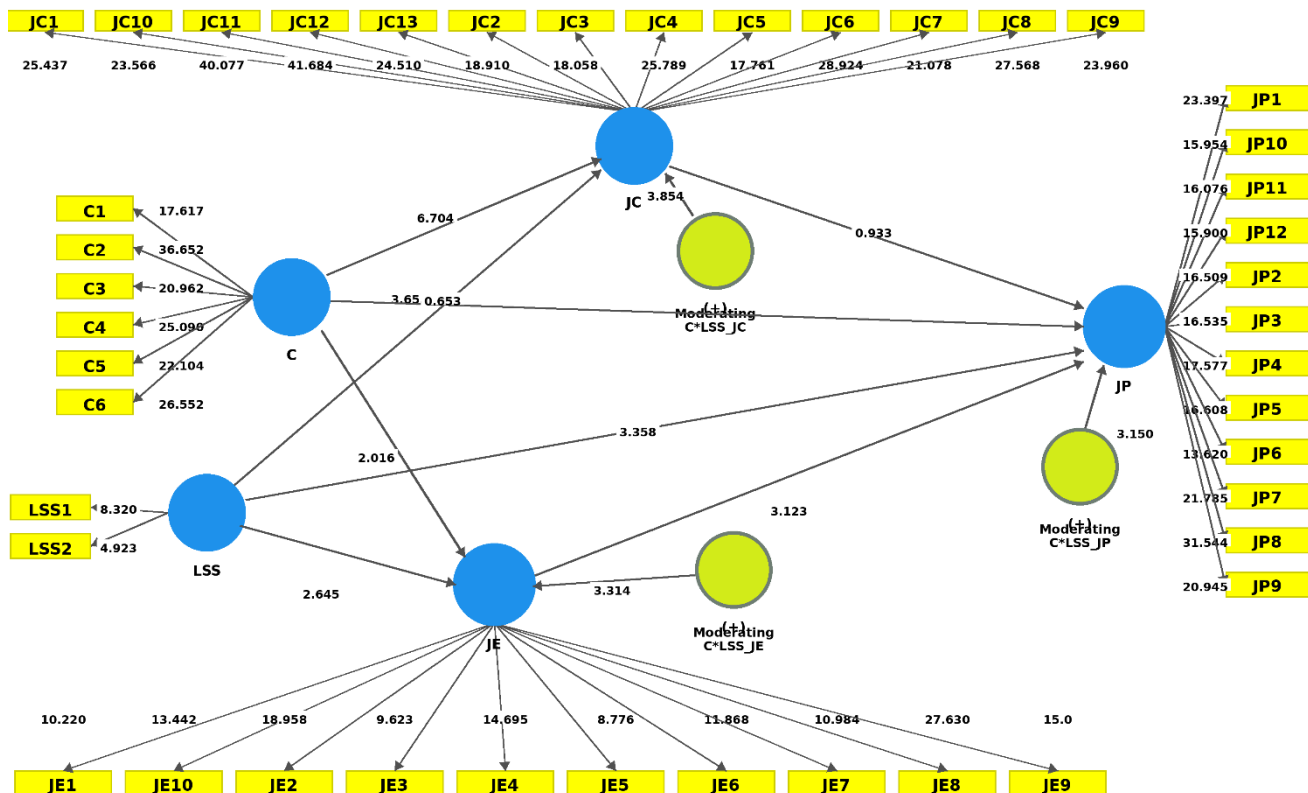 JC1 JC10 JC11 JC12 JC13 JC2 JC3 JC4 JC5 JC6 JC7 JC8 JC9
25.437 23.566 40.077 41.684 24.510 18.910 18.058 25.789 17.761 28.924 21.078 27.568 23.960
23.397 JP1
15.954 JP10
16.076 JP11
15.900 JP12
16.509 JP2
16.535 JP3
17.577 JP4
16.608 JP5
13.620 JP6
21.785 JP7
31.544 JP8
20.945 JP9
JC
3.854
C1 17.617
C2 36.652
C3 20.962
C4 25.090
C5 22.104
C6 26.552
6.704
0.933
3.65 0.653
(+)
Moderating
C*LSS_JC
C
JP
3.358
2.016
3.150
(+)
Moderating
C*LSS_JP
LSS1 8.320
LSS2 4.923
LSS
3.123
2.645
3.314
(+)
Moderating
C*LSS_JE
JE
10.220 13.442 18.958 9.623 14.695 8.776 11.868 10.984 27.630 15.0
JE1 JE10 JE2 JE3 JE4 JE5 JE6 JE7 JE8 JE9